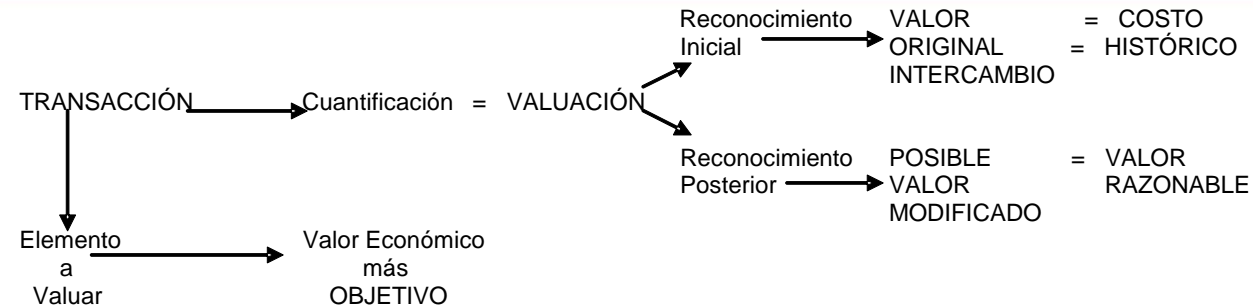 Reconocimiento VALOR = COSTO
Inicial ORIGINAL = HISTÓRICO
INTERCAMBIO
TRANSACCIÓN Cuantificación = VALUACIÓN
Reconocimiento POSIBLE = VALOR
Posterior VALOR RAZONABLE
MODIFICADO
Elemento Valor Económico
a más
Valuar OBJETIVO